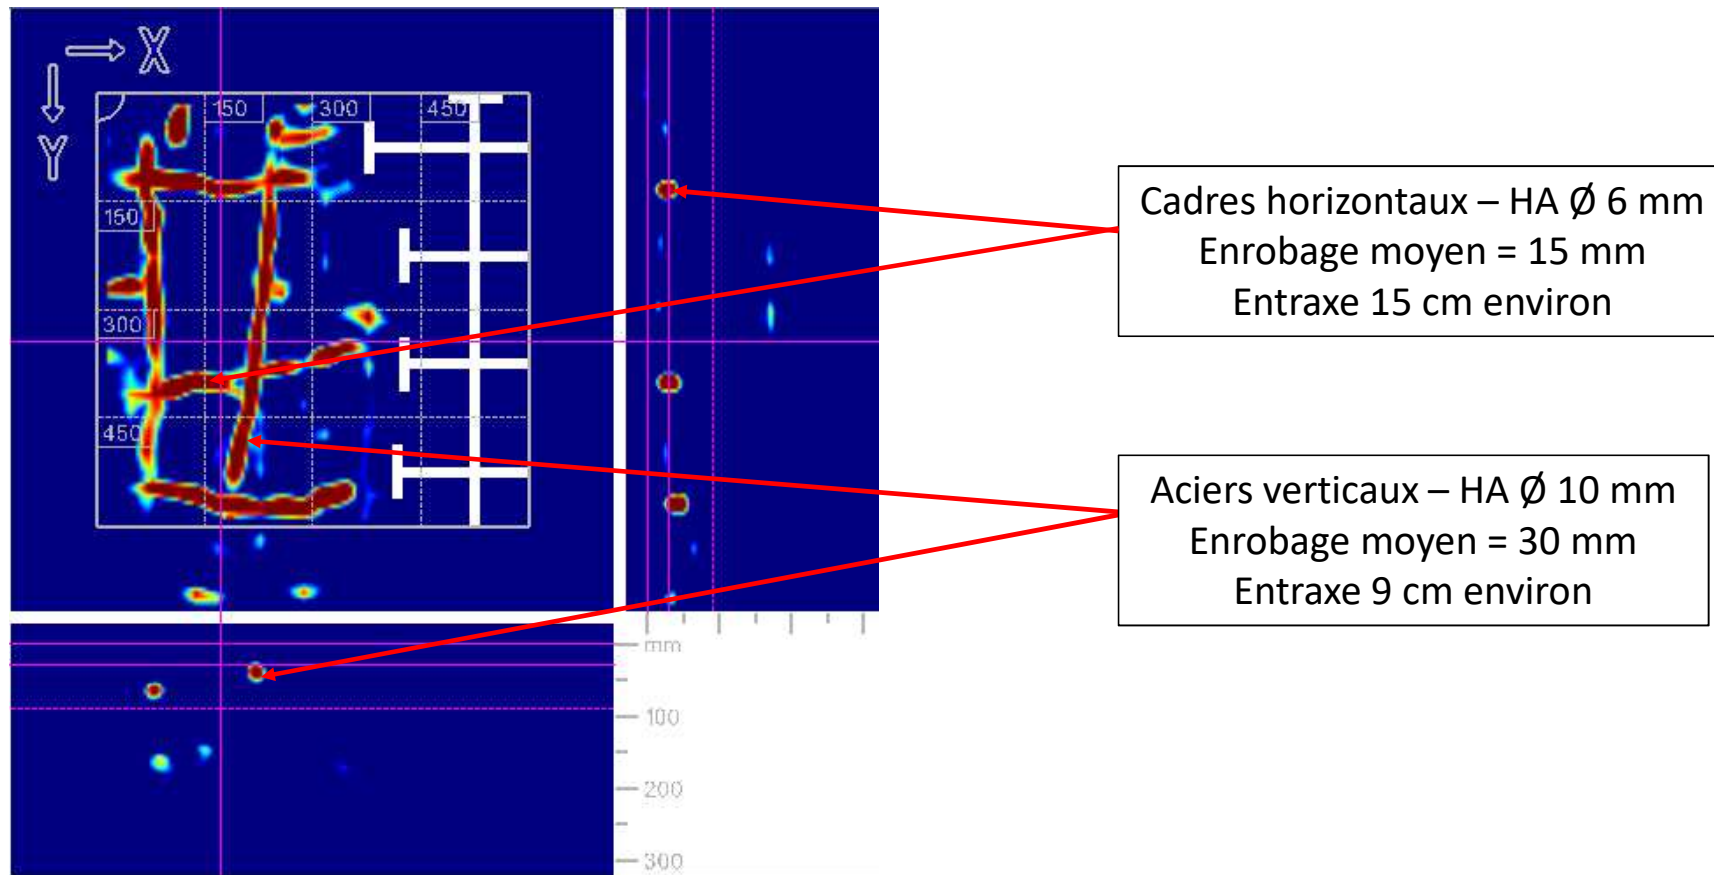 X
Y
150
300
450
150
300
450
mm
100
200
300
Cadres horizontaux – HA Ø 6 mm
Enrobage moyen = 15 mm
Entraxe 15 cm environ
Aciers verticaux – HA Ø 10 mm
Enrobage moyen = 30 mm
Entraxe 9 cm environ